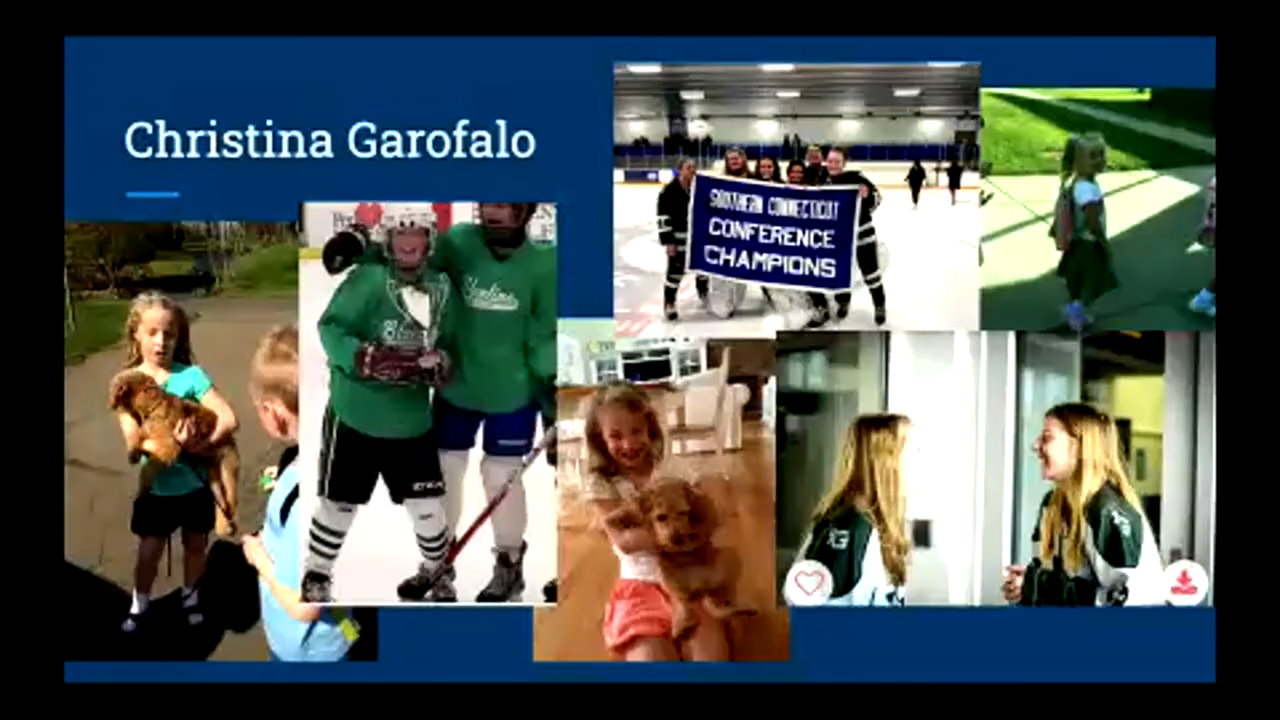 Christina Garofalo
SOUTHERN CONNECTICUT
CONFERENCE
CHAMPIONS